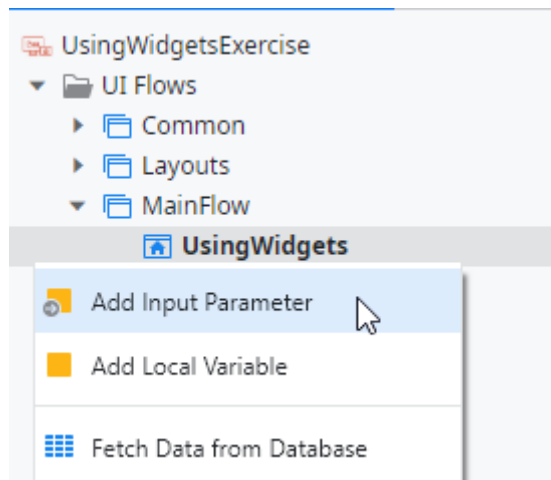 UsingWidgetsExercise
UI Flows
Common
Layouts
MainFlow
UsingWidgets
Add Input Parameter
Add Local Variable
Fetch Data from Database